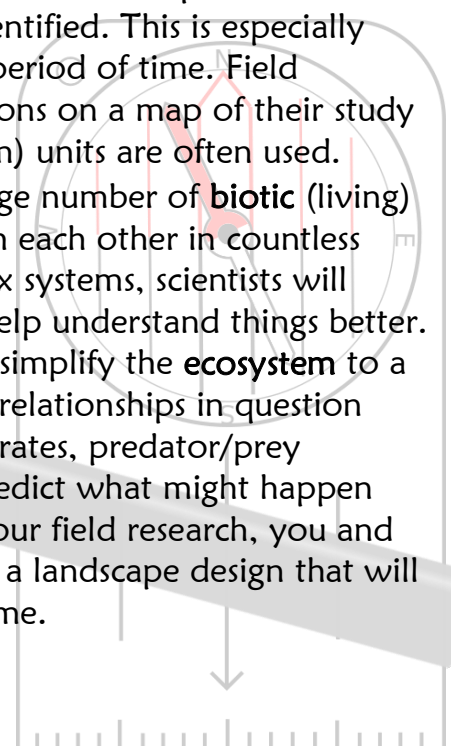 entified. This is especially
period of time. Field
ons on a map of their study
n) units are often used.
ge number of biotic (living)
n each other in countless
x systems, scientists will
elp understand things better.
simplify the ecosystem to a
relationships in question
rates, predator/prey
edict what might happen
our field research, you and
a landscape design that will
me.
N
E
S